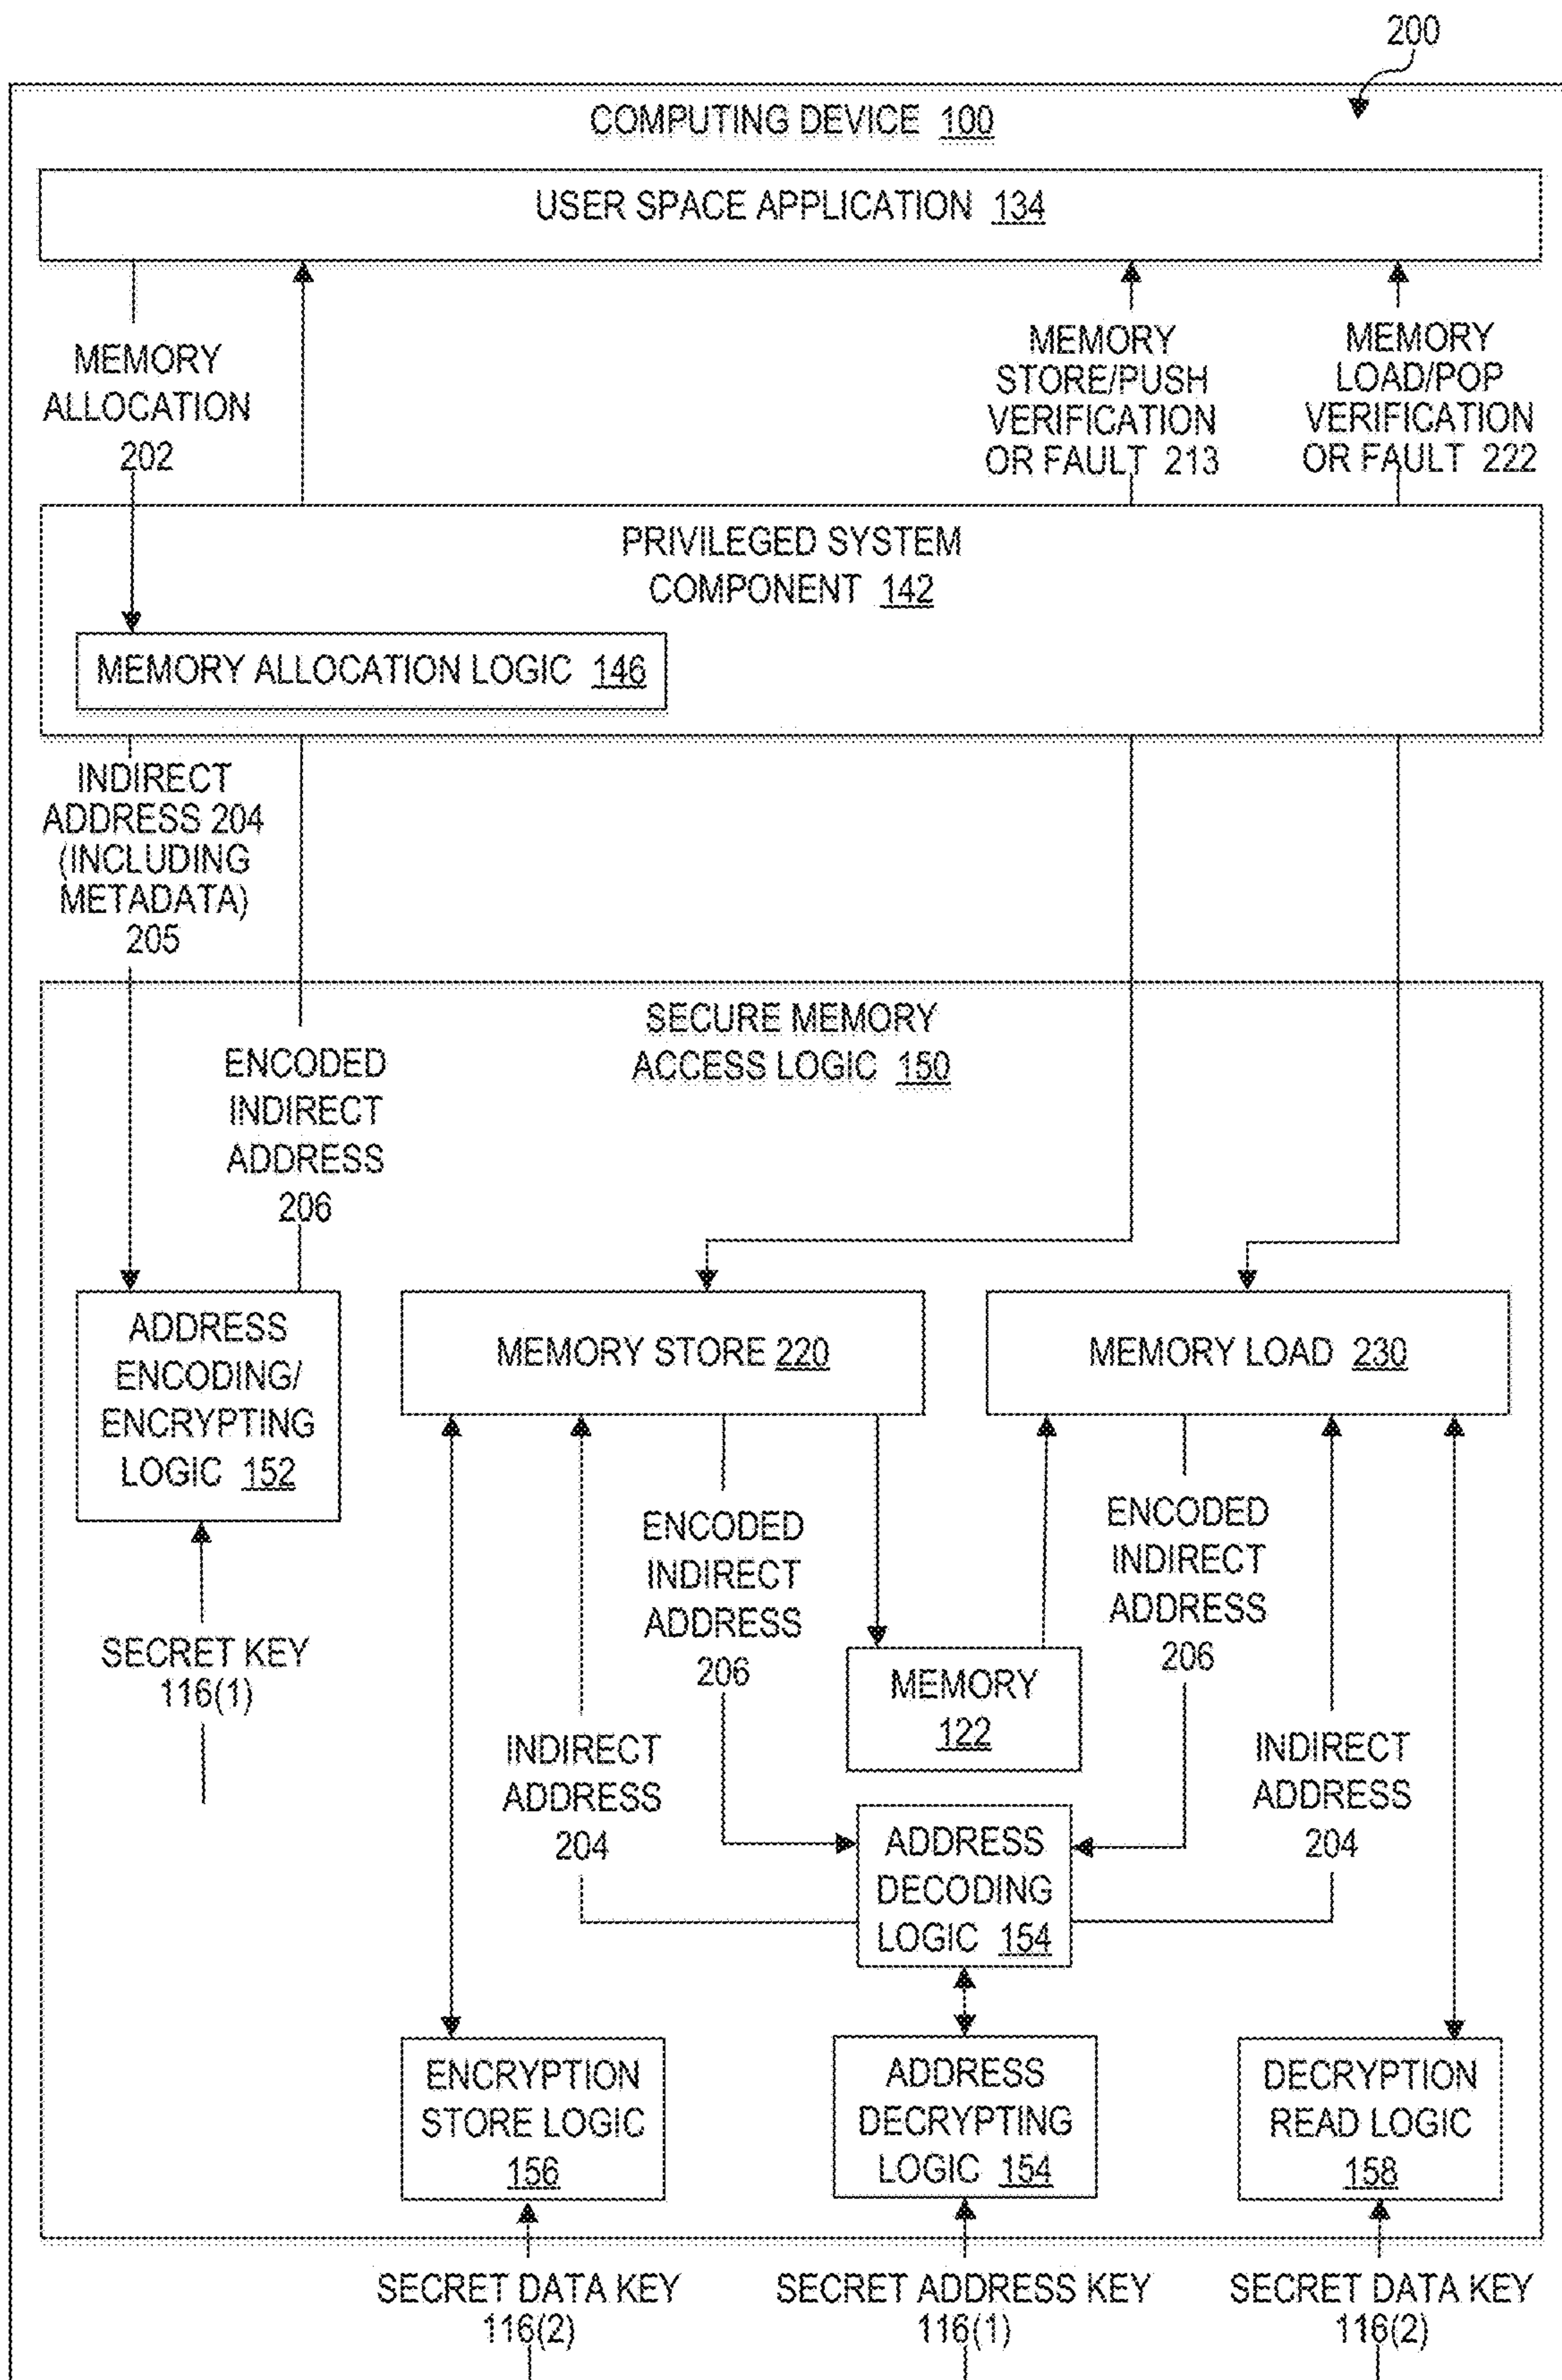 200
COMPUTING DEVICE 100
USER SPACE APPLICATION 134
MEMORY
ALLOCATION
202
MEMORY
STORE/PUSH
VERIFICATION
OR FAULT 213
MEMORY
LOAD/POP
VERIFICATION
OR FAULT 222
PRIVILEGED SYSTEM
COMPONENT 142
MEMORY ALLOCATION LOGIC 146
INDIRECT
ADDRESS 204
(INCLUDING
METADATA)
205
SECURE MEMORY
ACCESS LOGIC 150
ENCODED
INDIRECT
ADDRESS
206
ADDRESS
ENCODING/
ENCRYPTING
LOGIC 152
MEMORY STORE 220
MEMORY LOAD 230
SECRET KEY
116(1)
ENCODED
INDIRECT
ADDRESS
206
ENCODED
INDIRECT
ADDRESS
206
MEMORY
122
INDIRECT
ADDRESS
204
INDIRECT
ADDRESS
204
ADDRESS
DECODING
LOGIC 154
ENCRYPTION
STORE LOGIC
156
ADDRESS
DECRYPTING
LOGIC 154
DECRYPTION
READ LOGIC
158
SECRET DATA KEY
116(2)
SECRET ADDRESS KEY
116(1)
SECRET DATA KEY
116(2)